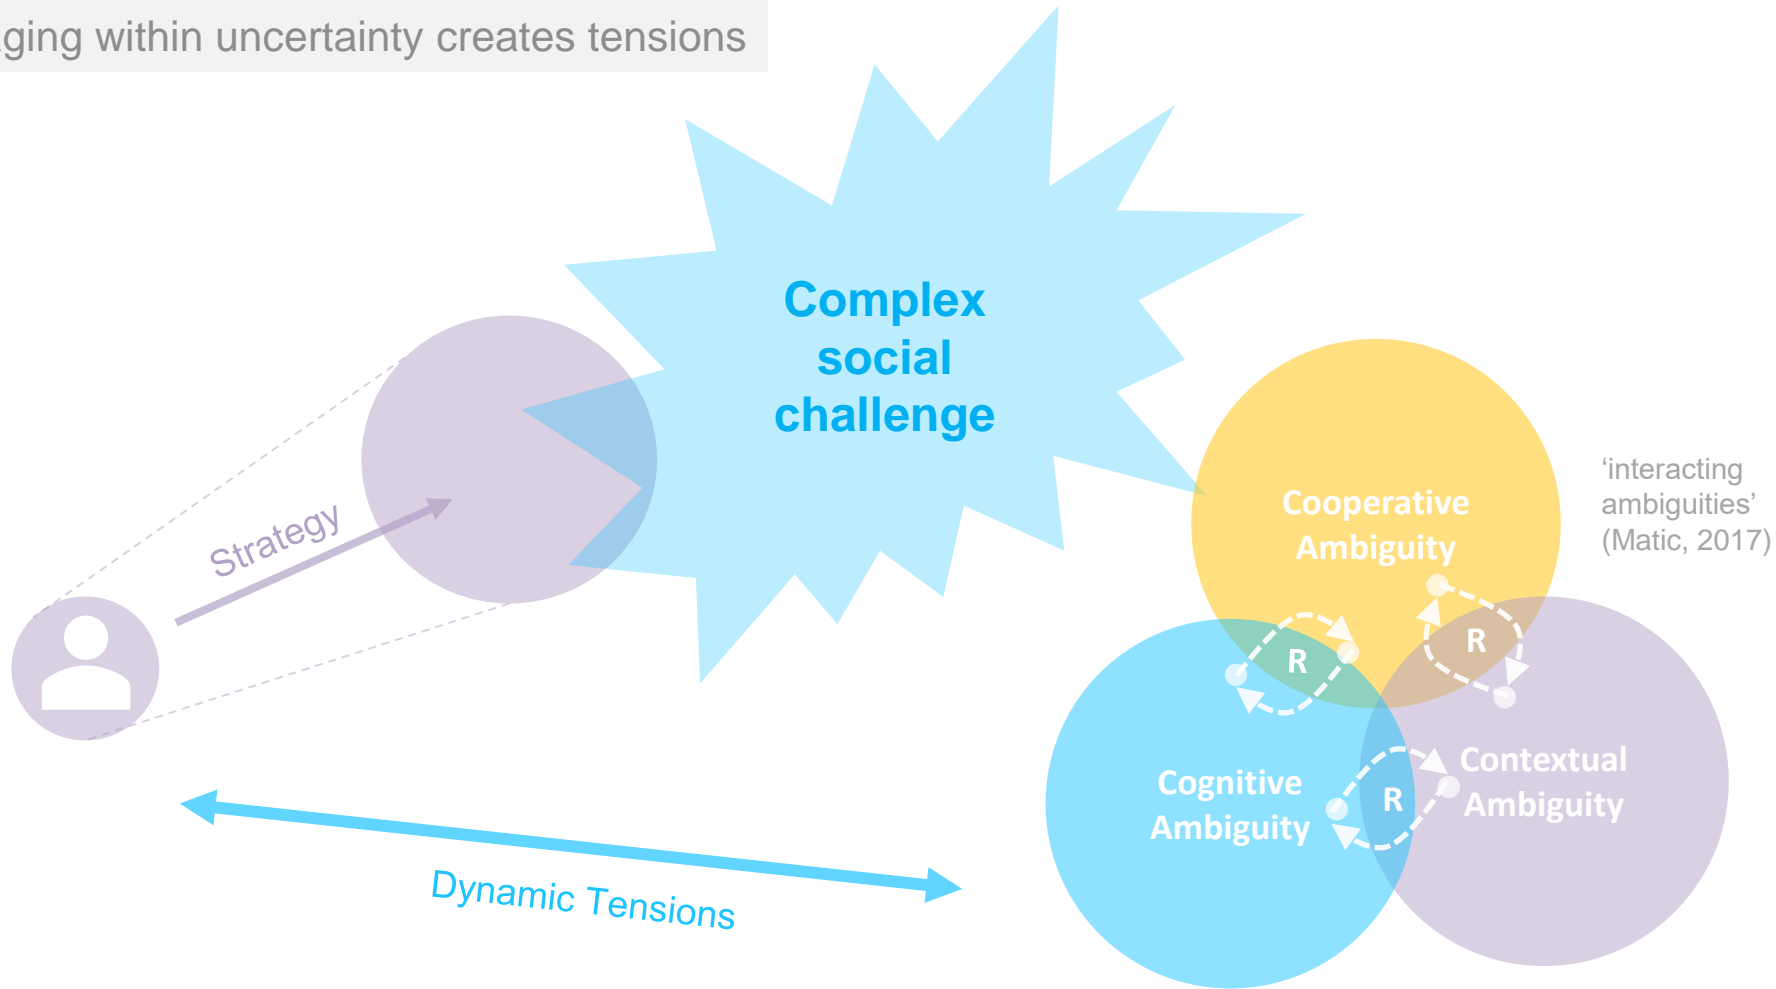 ging within uncertainty creates tensions
Complex
social
challenge
Strategy
Cooperative
Ambiguity
‘interacting
ambiguities’
(Matic, 2017)
R
R
Cognitive
Ambiguity
R
Contextual
Ambiguity
Dynamic Tensions